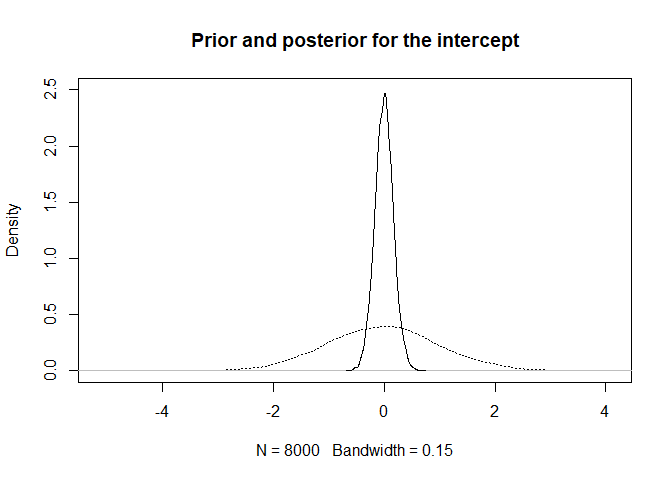 Prior and posterior for the intercept
Density
2.5
2.0
1.5
1.0
0.5
0.0
-4 -2 0 2 4
N = 8000 Bandwidth = 0.15